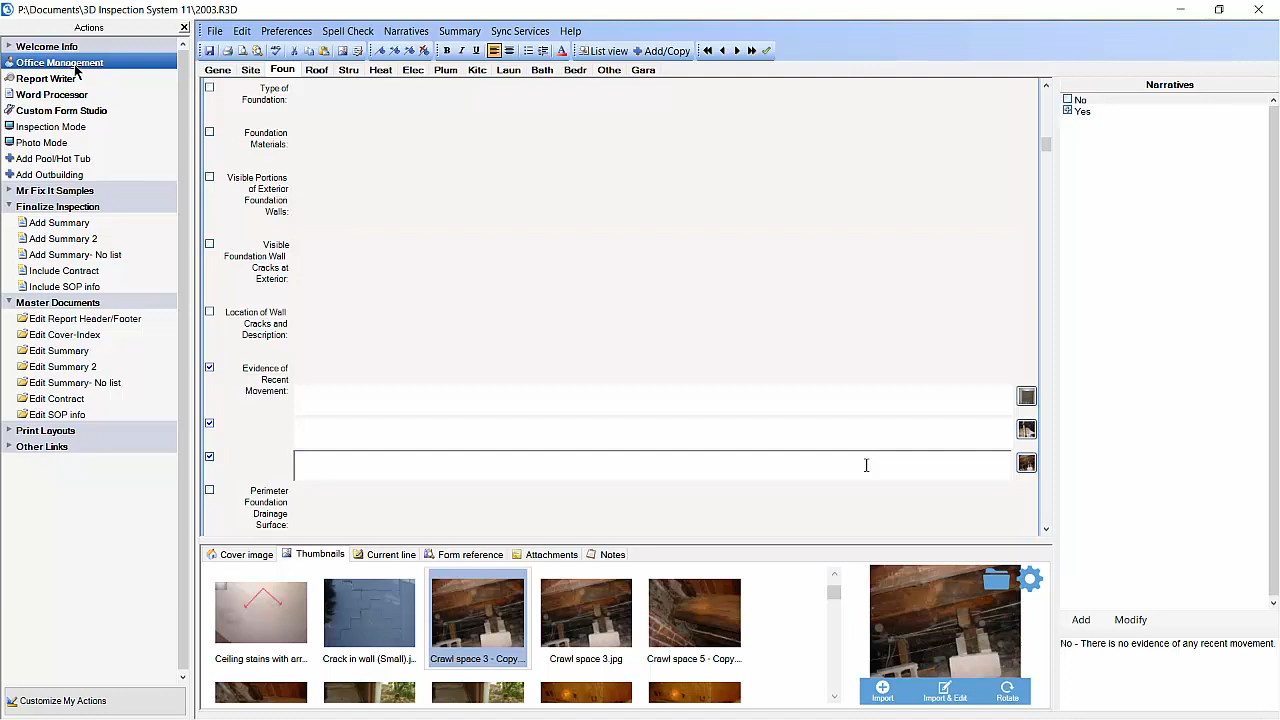 P:\Documents\3D Inspection System 11\2003.R3D
Actions
Welcome Info
Office Management
Report Writer
Word Processor
Custom Form Studio
Inspection Mode
Photo Mode
Add Pool/Hot Tub
Add Outbuilding
Mr Fix It Samples
Finalize Inspection
Add Summary
Add Summary 2
Add Summary- No list
Include Contract
Include SOP info
Master Documents
Edit Report Header/Footer
Edit Cover-Index
Edit Summary
Edit Summary 2
Edit Summary- No list
Edit Contract
Edit SOP info
Print Layouts
Other Links
Customize My Actions
File Edit Preferences Spell Check Narratives Summary Sync Services Help
B I U A List view Add/Copy
Gene Site Foun Roof Stru Heat Elec Plum Kitc Laun Bath Bedr Othe Gara
Type of
Foundation:
Foundation
Materials:
Visible Portions
of Exterior
Foundation
Walls:
Visible
Foundation Wall
Cracks at
Exterior:
Location of Wall
Cracks and
Description:
Evidence of
Recent
Movement:
Perimeter
Foundation
Drainage
Surface:
Cover image Thumbnails Current line Form reference Attachments Notes
Ceiling stains with arr... Crack in wall (Small).j... Crawl space 3 - Copy... Crawl space 3.jpg Crawl space 5 - Copy...
Import Import & Edit Rotate
Narratives
No
Yes
Add Modify
No - There is no evidence of any recent movement.